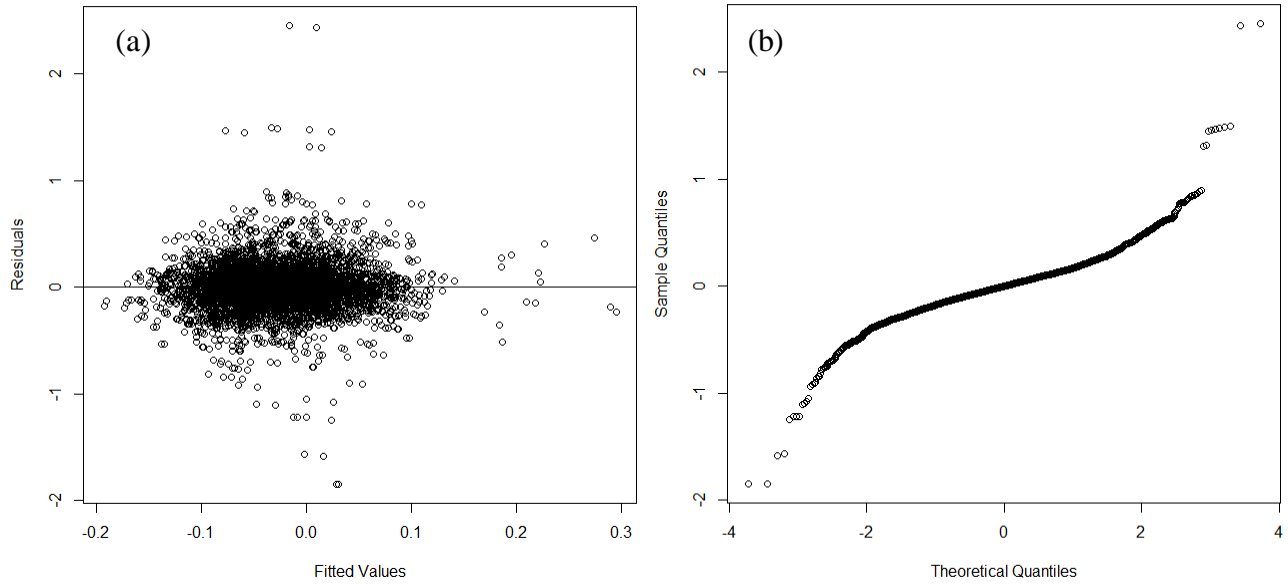 (a)
Residuals
2
1
0
-1
-2
-0.2 -0.1 0.0 0.1 0.2 0.3
Fitted Values
(b)
Sample Quantiles
2
1
0
-1
-2
-4 -2 0 2 4
Theoretical Quantiles